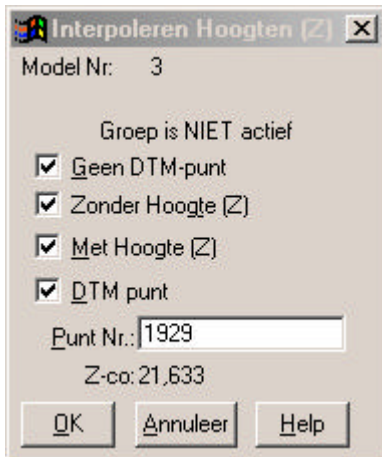 Interpoleren Hoogten (Z)
Model Nr: 3
Groep is NIET actief
Geen DTM-punt
Zonder Hoogte (Z)
Met Hoogte (Z)
DTM punt
Punt Nr.: 1929
Z-co: 21,633
OK Annuleer Help